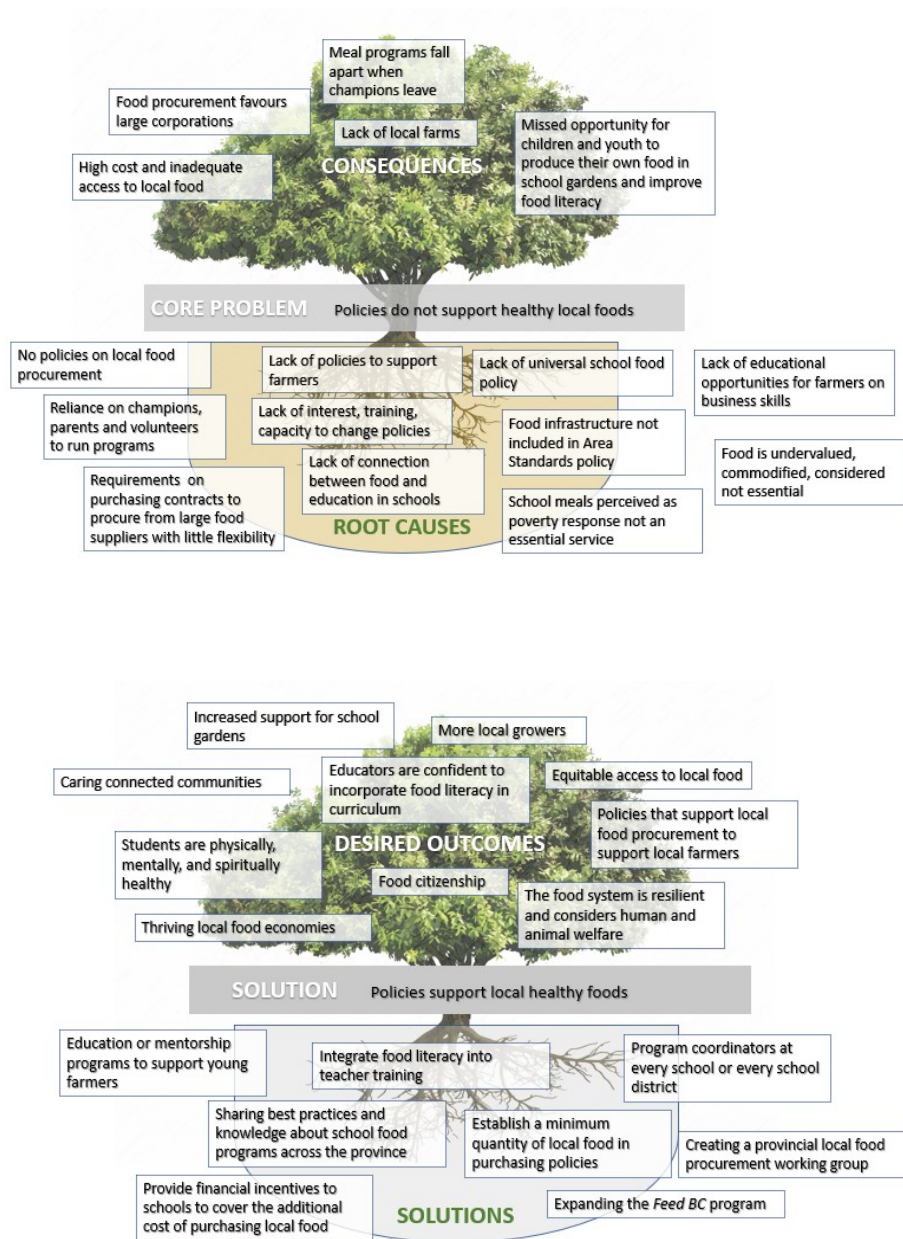 Meal programs fall
apart when
champions leave
Food procurement favours
large corporations
Lack of local farms
Missed opportunity for
children and youth to
produce their own food in
school gardens and improve
food literacy
High cost and inadequate
access to local food
CONSEQUENCES
CORE PROBLEM Policies do not support healthy local foods
No policies on local food
procurement
Lack of policies to support
farmers
Lack of universal school food
policy
Lack of educational
opportunities for farmers on
business skills
Reliance on champions,
parents and volunteers
to run programs
Lack of interest, training,
capacity to change policies
Food infrastructure not
included in Area
Standards policy
Food is undervalued,
commodified, considered
not essential
Lack of connection
between food and
education in schools
Requirements on
purchasing contracts to
procure from large food
suppliers with little flexibility
School meals perceived as
poverty response not an
essential service
ROOT CAUSES
Increased support for school
gardens
More local growers
Caring connected communities
Educators are confident to
incorporate food literacy in
curriculum
Equitable access to local food
Policies that support local
food procurement to
support local farmers
DESIRED OUTCOMES
Students are physically,
mentally, and spiritually
healthy
Food citizenship
The food system is resilient
and considers human and
animal welfare
Thriving local food economies
SOLUTION Policies support local healthy foods
Education or mentorship
programs to support young
farmers
Integrate food literacy into
teacher training
Program coordinators at
every school or every school
district
Sharing best practices and
knowledge about school food
programs across the province
Establish a minimum
quantity of local food in
purchasing policies
Creating a provincial local food
procurement working group
Provide financial incentives to
schools to cover the additional
cost of purchasing local food
Expanding the Feed BC program
SOLUTIONS